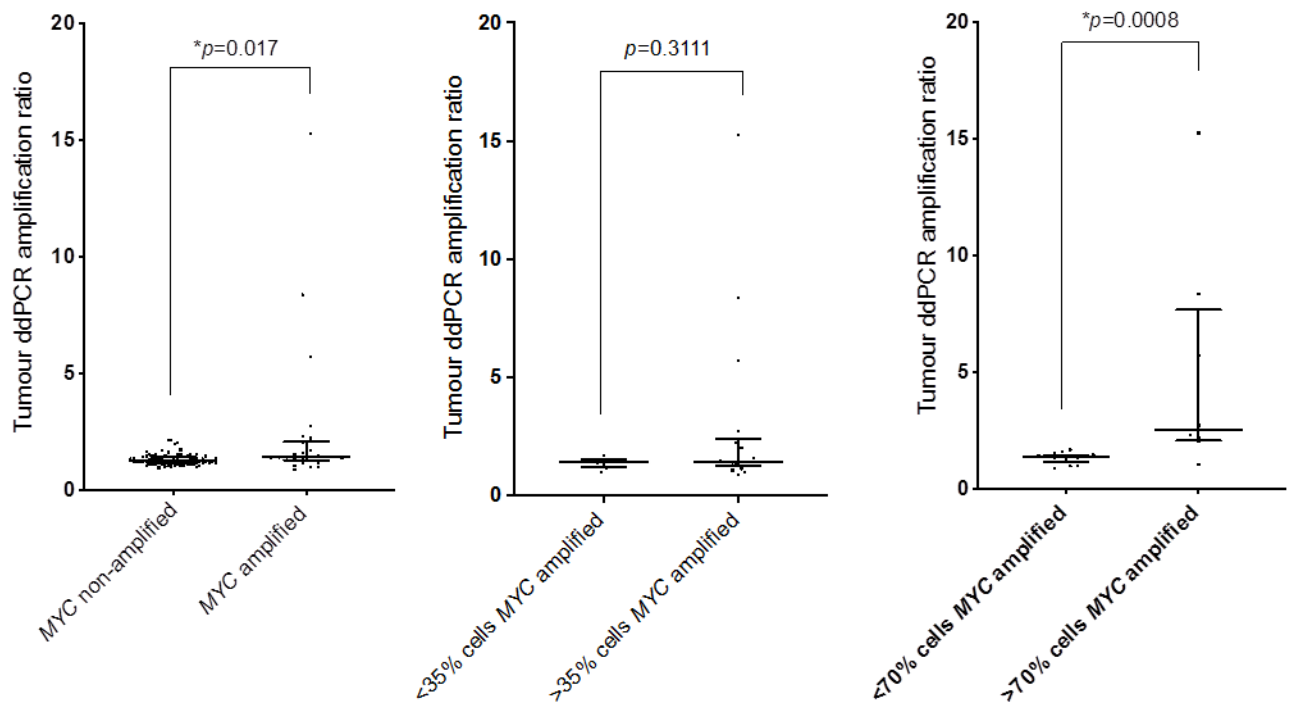 Tumour ddPCR amplification ratio
20
15
10
5
0
*p=0.017
MYC non-amplified
MYC amplified
Tumour ddPCR amplification ratio
20
15
10
5
0
p=0.3111
<35% cells MYC amplified
>35% cells MYC amplified
Tumour ddPCR amplification ratio
20
15
10
5
0
*p=0.0008
<70% cells MYC amplified
>70% cells MYC amplified